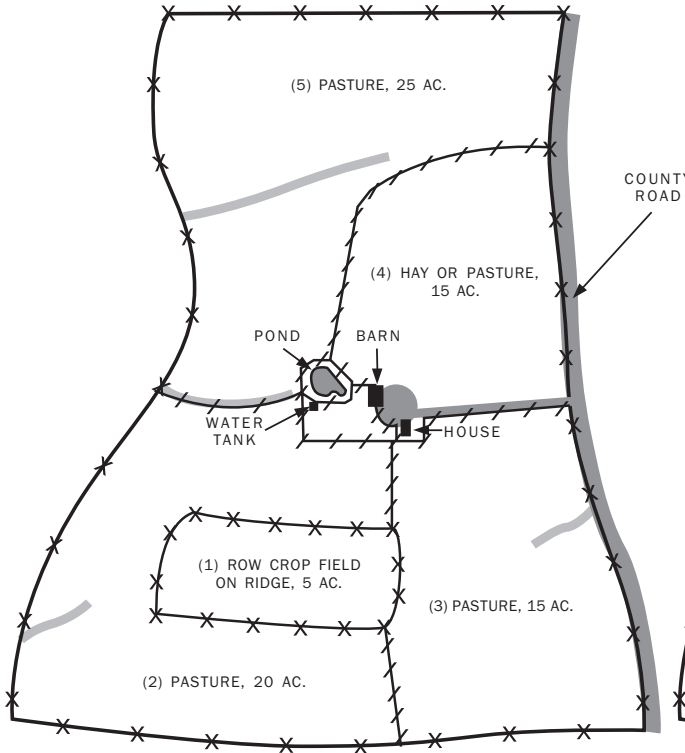 (5) PASTURE, 25 AC.
COUNTY
ROAD
(4) HAY OR PASTURE,
15 AC.
POND
BARN
WATER
TANK
HOUSE
(1) ROW CROP FIELD
ON RIDGE, 5 AC.
(3) PASTURE, 15 AC.
(2) PASTURE, 20 AC.